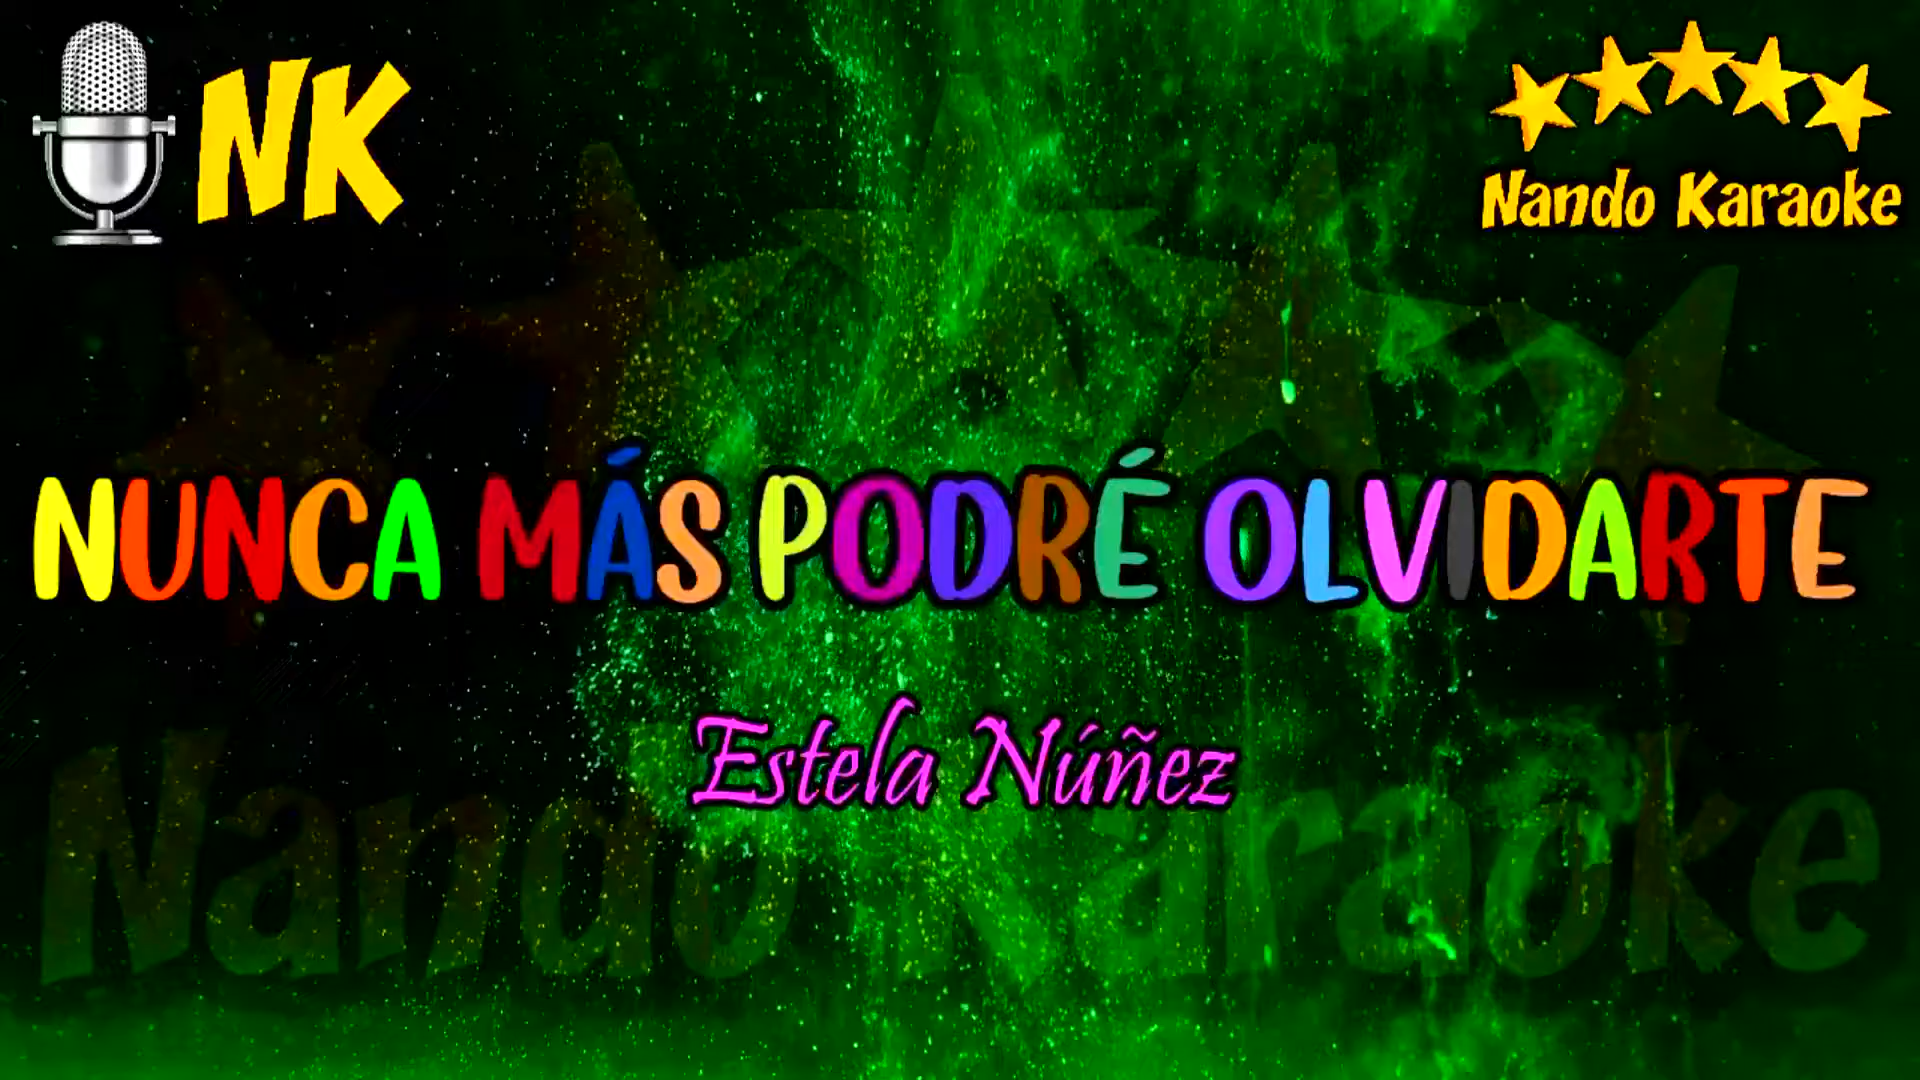 NK
Nando Karaoke
NUNCA MÁS PODRÉ OLVIDARTE
Estela Núñez
Nando Karaoke